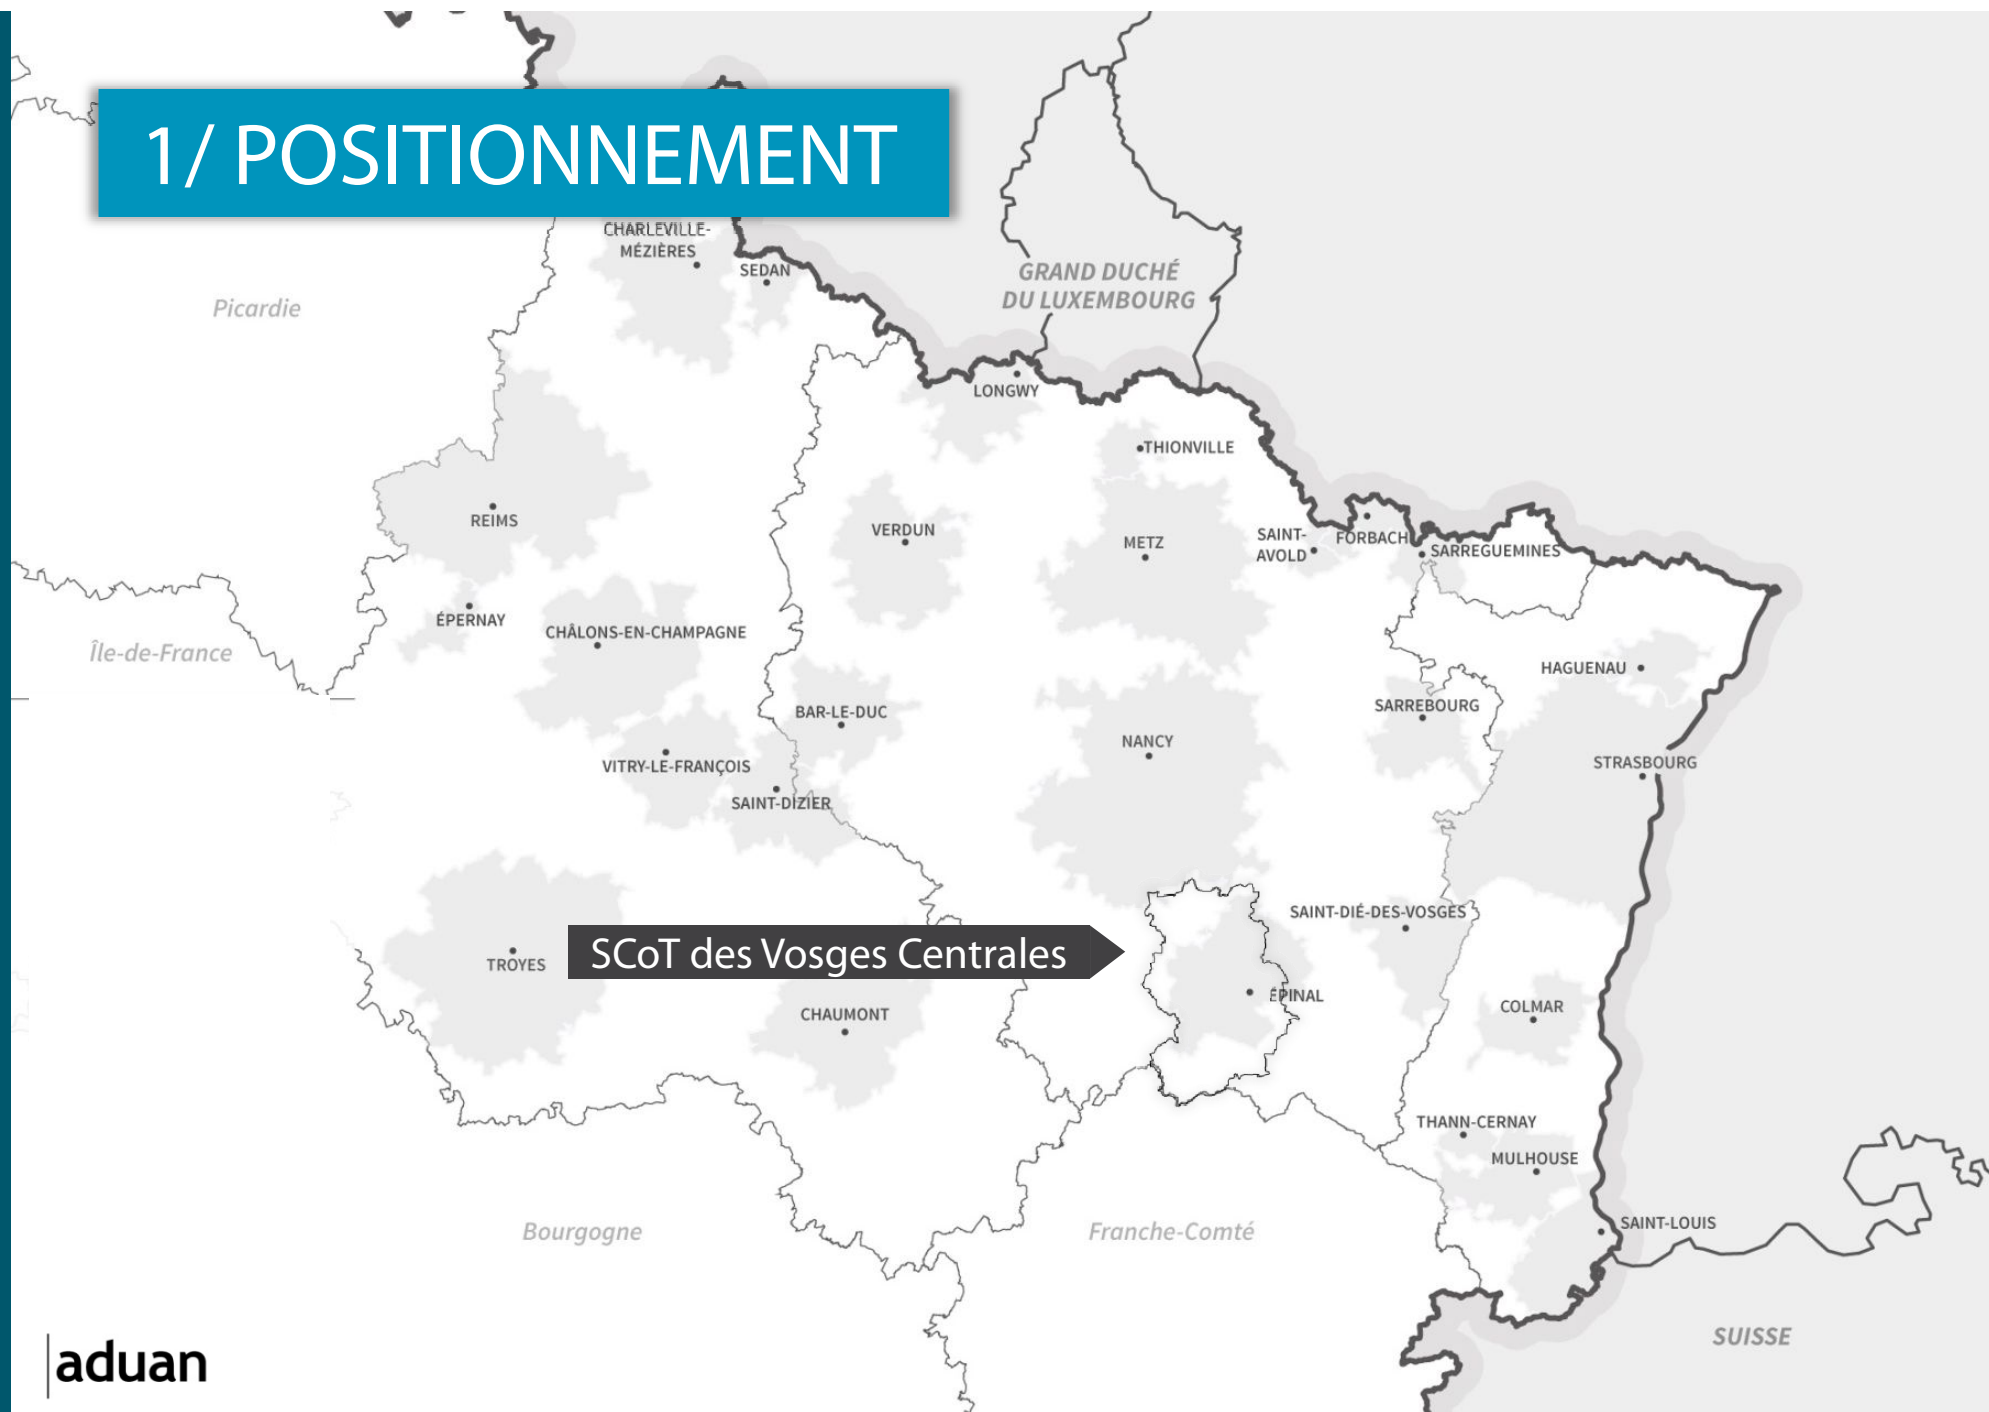 1/ POSITIONNEMENT
CHARLEVILLE-
MÉZIÈRES
SEDAN
GRAND DUCHÉ
DU LUXEMBOURG
Picardie
LONGWY
THIONVILLE
REIMS
VERDUN
METZ
SAINT-
AVOLD
FORBACH
SARREGUEMINES
ÉPERNAY
CHÂLONS-EN-CHAMPAGNE
Île-de-France
HAGUENAU
BAR-LE-DUC
SARREBOURG
NANCY
VITRY-LE-FRANÇOIS
STRASBOURG
SAINT-DIZIER
SAINT-DIÉ-DES-VOSGES
SCoT des Vosges Centrales
TROYES
ÉPINAL
CHAUMONT
COLMAR
THANN-CERNAY
MULHOUSE
Bourgogne
Franche-Comté
SAINT-LOUIS
SUISSE
aduan